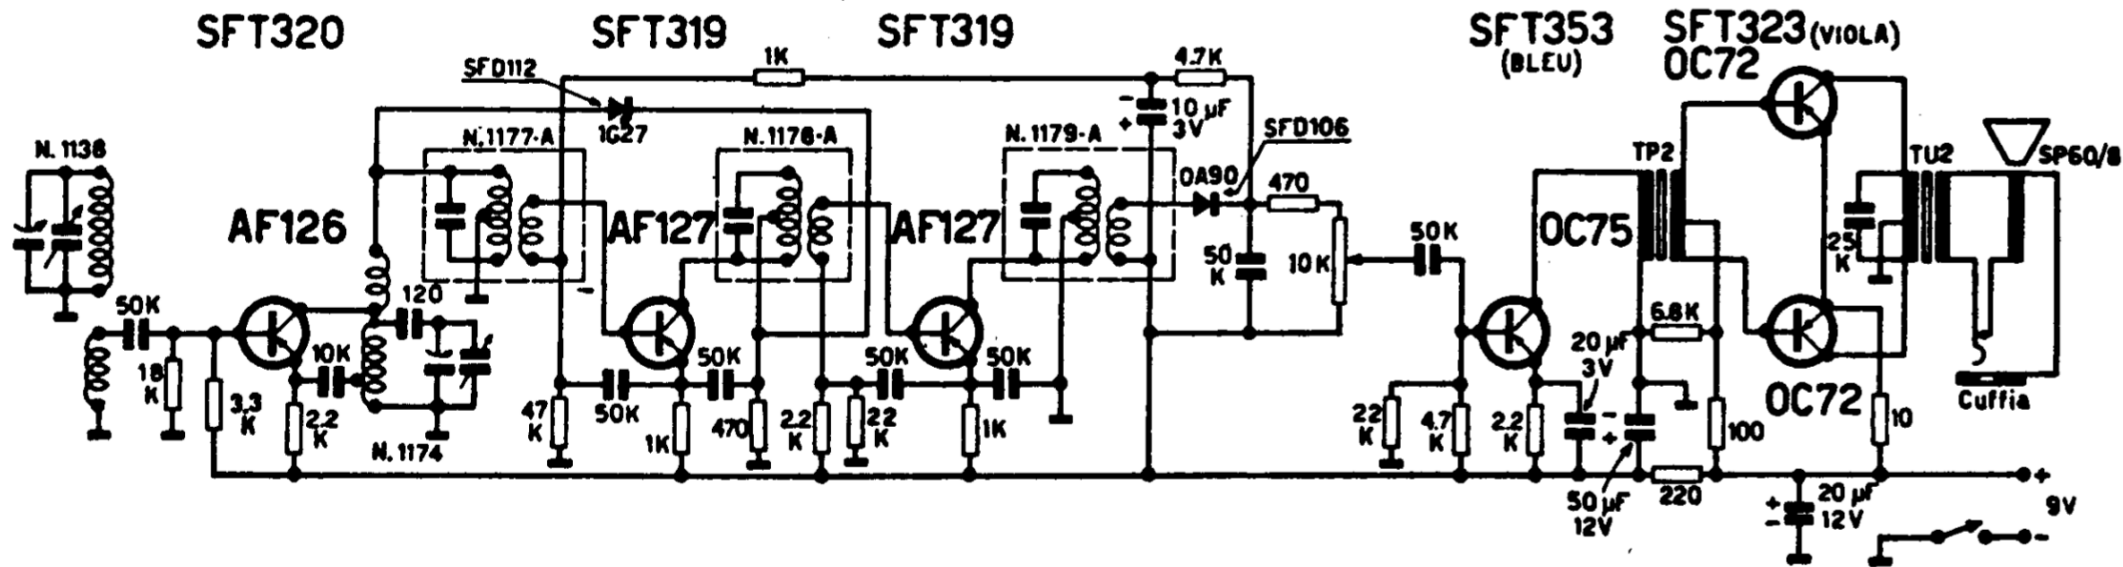 SFT320
SFT319
SFT319
SFT353
(BLEU)
SFT323 (VIOLA)
OC72
SFD112
1K
4.7K
1G27
10 µF
3V
SFD106
N.1138
N.1177-A
N.1178-A
N.1179-A
OA90
470
TP2
TU2
SP60/8
AF126
AF127
AF127
50K
OC75
25
K
50
K
10K
120
50K
10K
18
K
3.3
K
2.2
K
N.1174
47
K
50K
1K
50K
470
2.2
K
22
K
50K
50K
1K
22
K
4.7
K
2.2
K
20 µF
3V
6.8K
50 µF
12V
100
220
OC72
10
Cuffia
20 µF
12V
+
9V
-